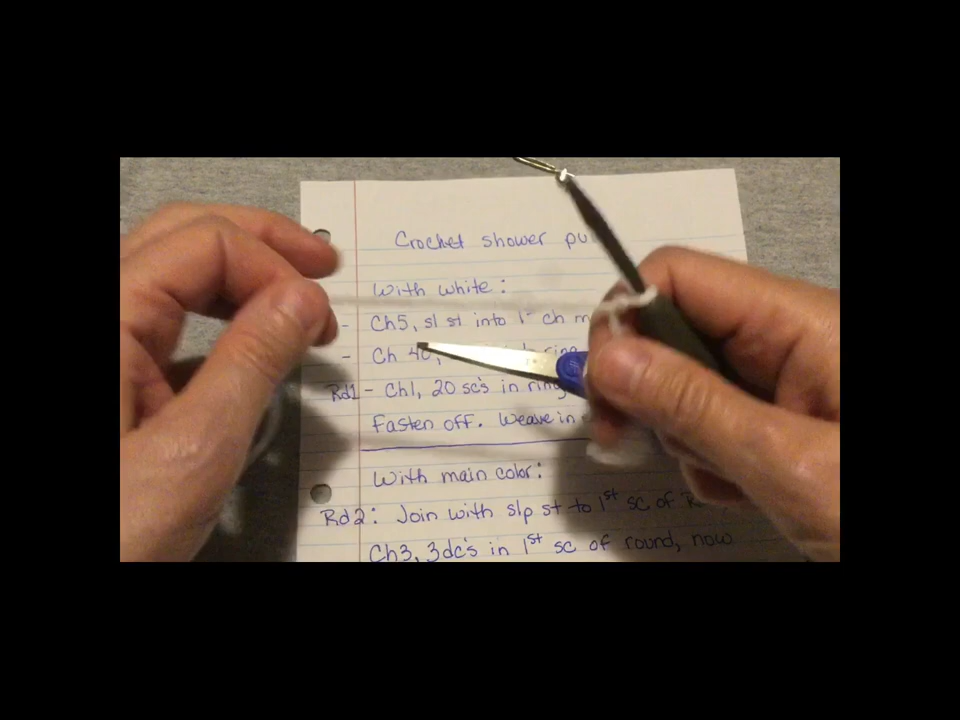 Crochet shower pu
With white:
- Ch5, sl st into 1st ch m
- Ch 40, ring
Rd1 - Ch1, 20 sc's in ring
Fasten off. Weave in
With main color:
Rd2: Join with slp st to 1st sc of R
Ch3, 3dc's in 1st sc of round, now